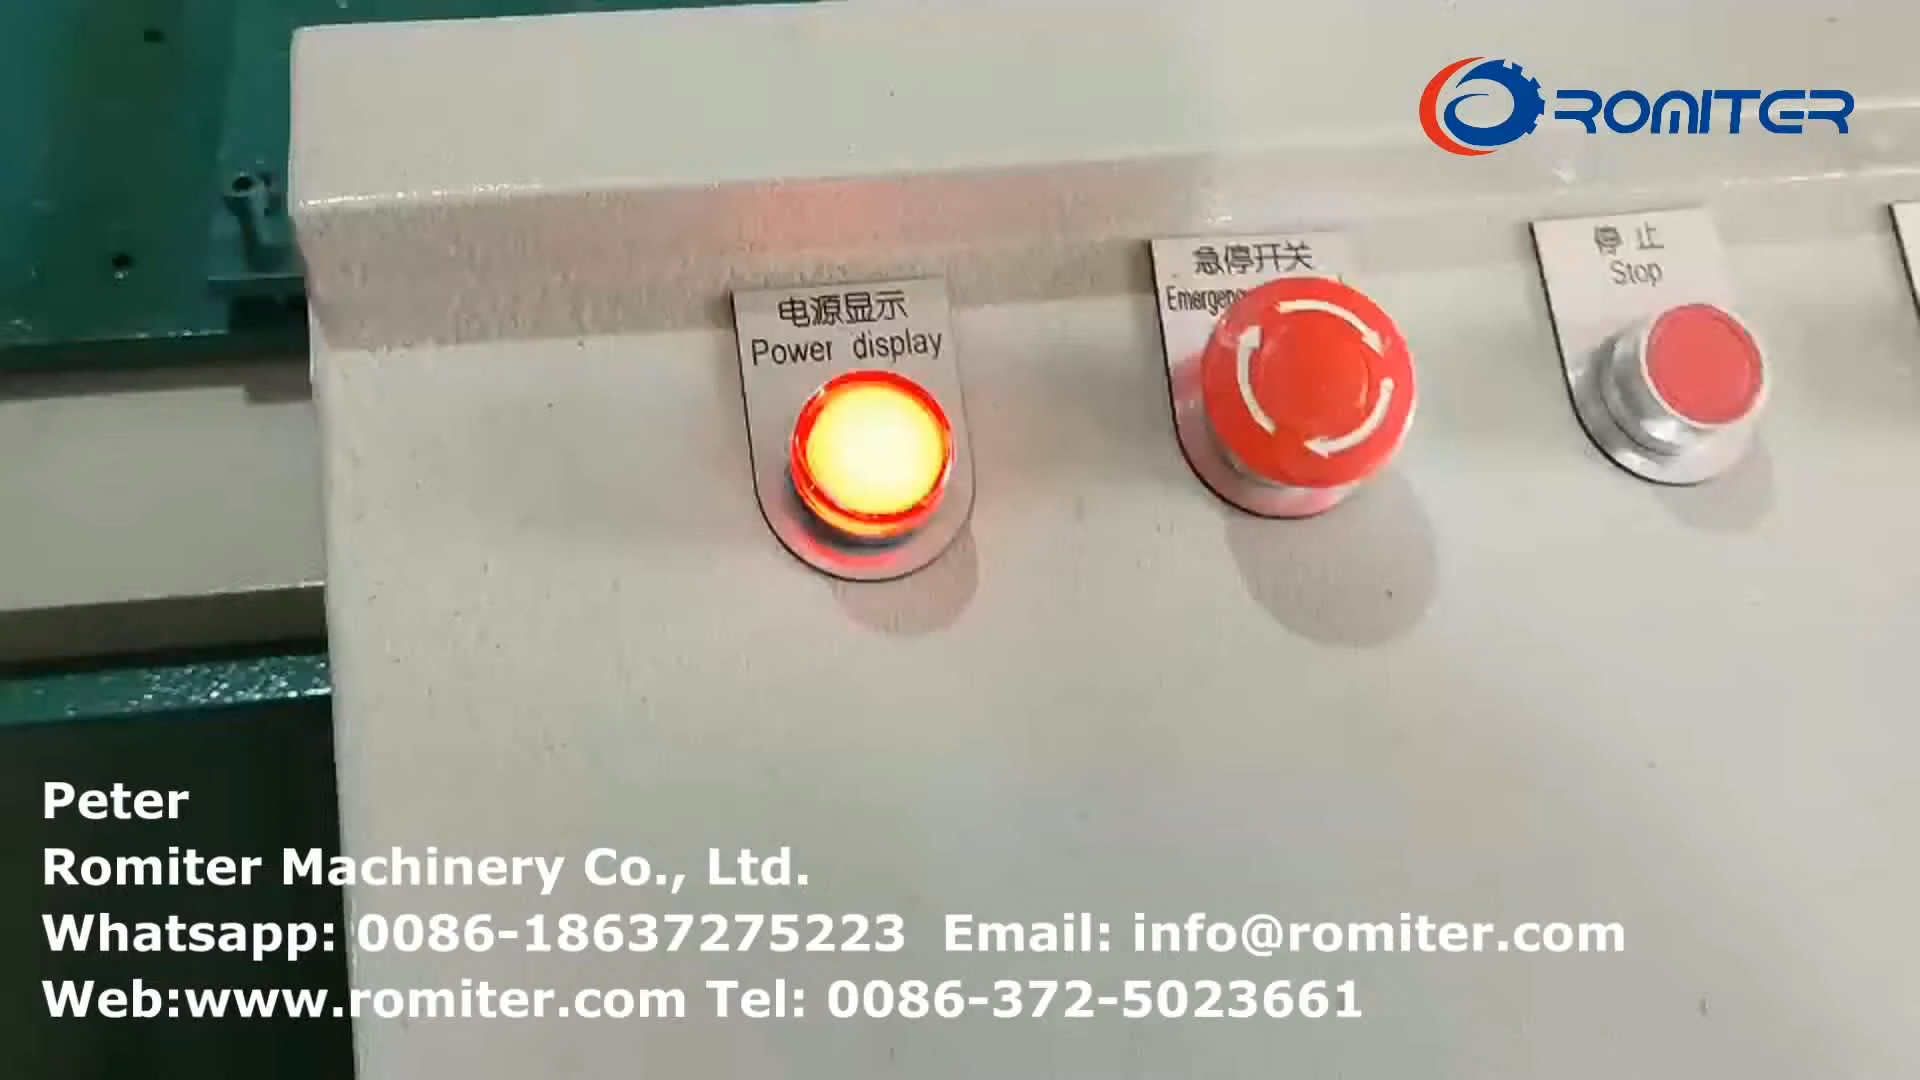 ROMITER
电源显示
Power display
急停开关
停止
Stop
Peter
Romiter Machinery Co., Ltd.
Whatsapp: 0086-18637275223 Email: info@romiter.com
Web:www.romiter.com Tel: 0086-372-5023661